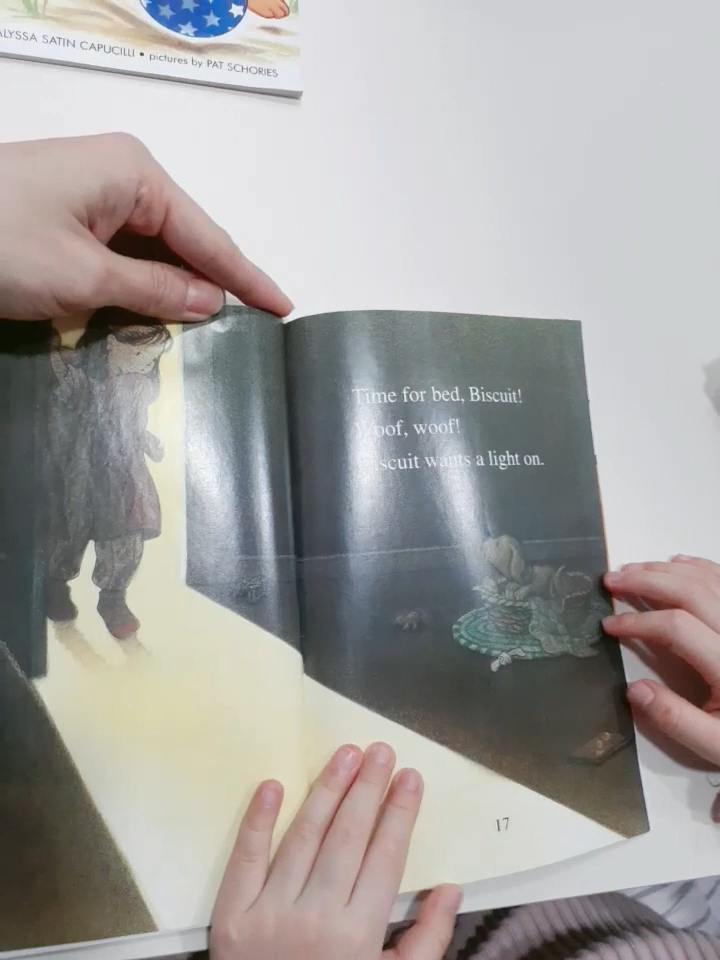 ALYSSA SATIN CAPUCILLI • pictures by PAT SCHORIES
Time for bed, Biscuit!
Woof, woof!
Biscuit wants a light on.
17